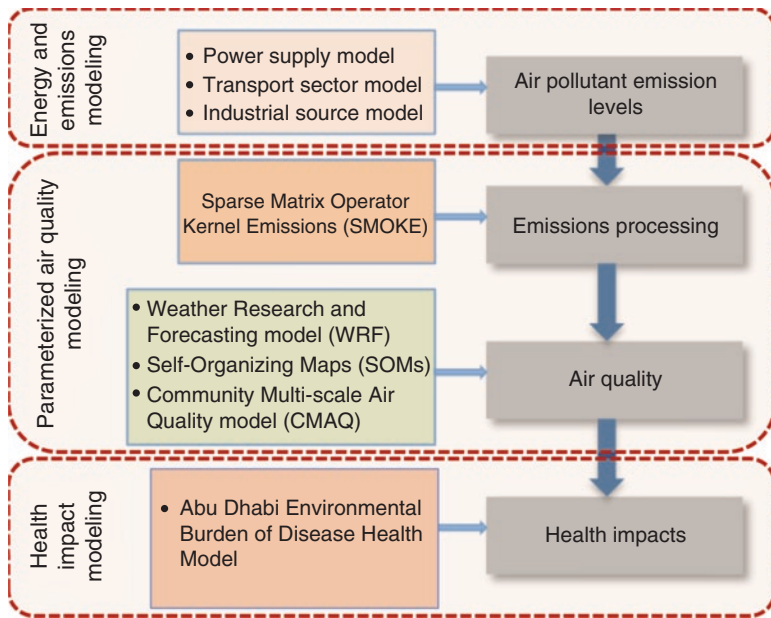 Energy and
emissions
modeling
• Power supply model
• Transport sector model
• Industrial source model
Air pollutant emission
levels
Parameterized air quality
modeling
Sparse Matrix Operator
Kernel Emissions (SMOKE)
Emissions processing
• Weather Research and
Forecasting model (WRF)
• Self-Organizing Maps (SOMs)
• Community Multi-scale Air
Quality model (CMAQ)
Air quality
Health
impact
modeling
• Abu Dhabi Environmental
Burden of Disease Health
Model
Health impacts